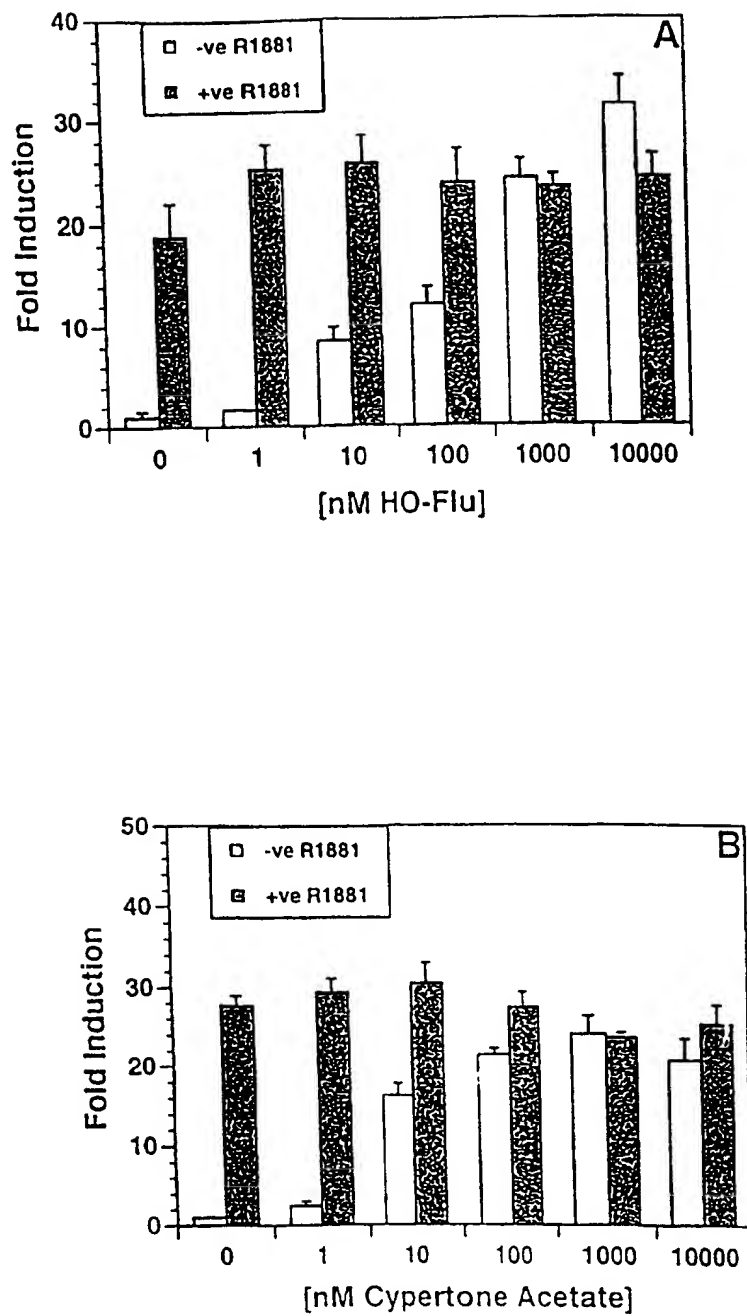 A
-ve R1881
+ve R1881
40
30
20
10
0
Fold Induction
0 1 10 100 1000 10000
[nM HO-Flu]
B
-ve R1881
+ve R1881
50
40
30
20
10
0
Fold Induction
0 1 10 100 1000 10000
[nM Cypertone Acetate]